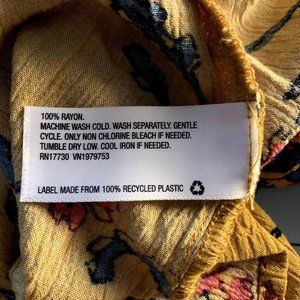 100% RAYON.
MACHINE WASH COLD. WASH SEPARATELY. GENTLE
CYCLE. ONLY NON CHLORINE BLEACH IF NEEDED.
TUMBLE DRY LOW. COOL IRON IF NEEDED.
RN17730 VN1979753
LABEL MADE FROM 100% RECYCLED PLASTIC